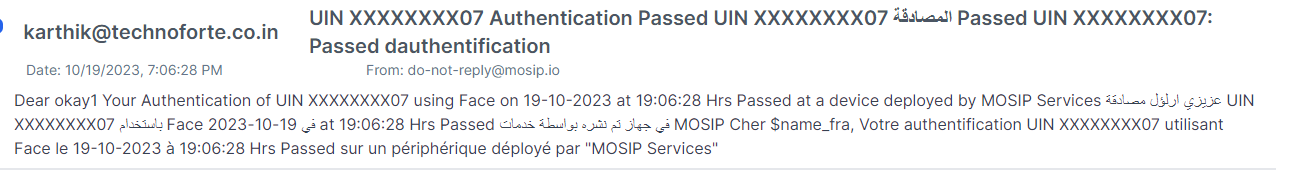 UIN XXXXXXXX07 Authentication Passed UIN XXXXXXXX07 المصادقة Passed UIN XXXXXXXX07:
karthik@technoforte.co.in
Passed dauthentification
Date: 10/19/2023, 7:06:28 PM
From: do-not-reply@mosip.io
Dear okay1 Your Authentication of UIN XXXXXXXX07 using Face on 19-10-2023 at 19:06:28 Hrs Passed at a device deployed by MOSIP Services عزيزي ارلؤل مصادقة UIN
XXXXXXXX07 باستخدام Face في 19-10-2023 at 19:06:28 Hrs Passed في جهاز تم نشره بواسطة خدمات MOSIP Cher $name_fra, Votre authentification UIN XXXXXXXX07 utilisant
Face le 19-10-2023 à 19:06:28 Hrs Passed sur un périphérique déployé par "MOSIP Services"